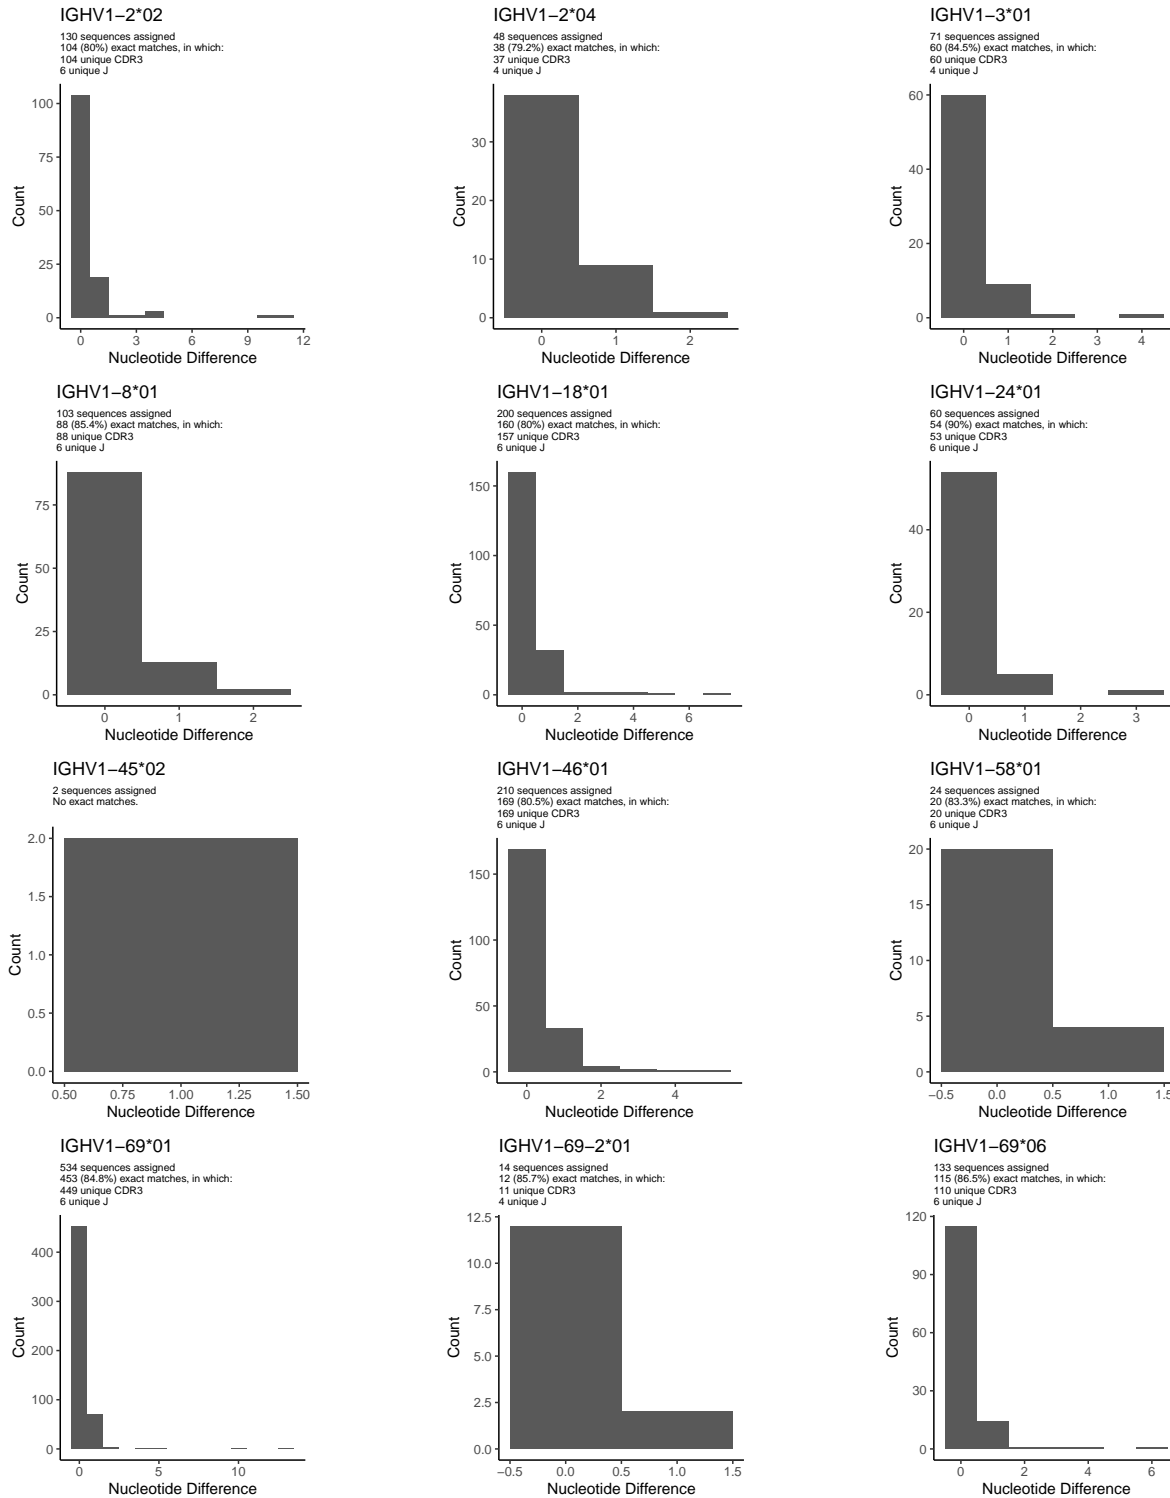 IGHV1−2*02
130 sequences assigned
104 (80%) exact matches, in which:
104 unique CDR3
6 unique J
100
75
50
25
0
Count
0 3 6 9 12
Nucleotide Difference
IGHV1−2*04
48 sequences assigned
38 (79.2%) exact matches, in which:
37 unique CDR3
4 unique J
30
20
10
0
Count
0 1 2
Nucleotide Difference
IGHV1−3*01
71 sequences assigned
60 (84.5%) exact matches, in which:
60 unique CDR3
4 unique J
60
40
20
0
Count
0 1 2 3 4
Nucleotide Difference
IGHV1−8*01
103 sequences assigned
88 (85.4%) exact matches, in which:
88 unique CDR3
6 unique J
75
50
25
0
Count
0 1 2
Nucleotide Difference
IGHV1−18*01
200 sequences assigned
160 (80%) exact matches, in which:
157 unique CDR3
6 unique J
150
100
50
0
Count
0 2 4 6
Nucleotide Difference
IGHV1−24*01
60 sequences assigned
54 (90%) exact matches, in which:
53 unique CDR3
6 unique J
40
20
0
Count
0 1 2 3
Nucleotide Difference
IGHV1−45*02
2 sequences assigned
No exact matches.
2.0
1.5
1.0
0.5
0.0
Count
0.50 0.75 1.00 1.25 1.50
Nucleotide Difference
IGHV1−46*01
210 sequences assigned
169 (80.5%) exact matches, in which:
169 unique CDR3
6 unique J
150
100
50
0
Count
0 2 4
Nucleotide Difference
IGHV1−58*01
24 sequences assigned
20 (83.3%) exact matches, in which:
20 unique CDR3
6 unique J
20
15
10
5
0
Count
−0.5 0.0 0.5 1.0 1.5
Nucleotide Difference
IGHV1−69*01
534 sequences assigned
453 (84.8%) exact matches, in which:
449 unique CDR3
6 unique J
400
300
200
100
0
Count
0 5 10
Nucleotide Difference
IGHV1−69−2*01
14 sequences assigned
12 (85.7%) exact matches, in which:
11 unique CDR3
4 unique J
12.5
10.0
7.5
5.0
2.5
0.0
Count
−0.5 0.0 0.5 1.0 1.5
Nucleotide Difference
IGHV1−69*06
133 sequences assigned
115 (86.5%) exact matches, in which:
110 unique CDR3
6 unique J
120
90
60
30
0
Count
0 2 4 6
Nucleotide Difference